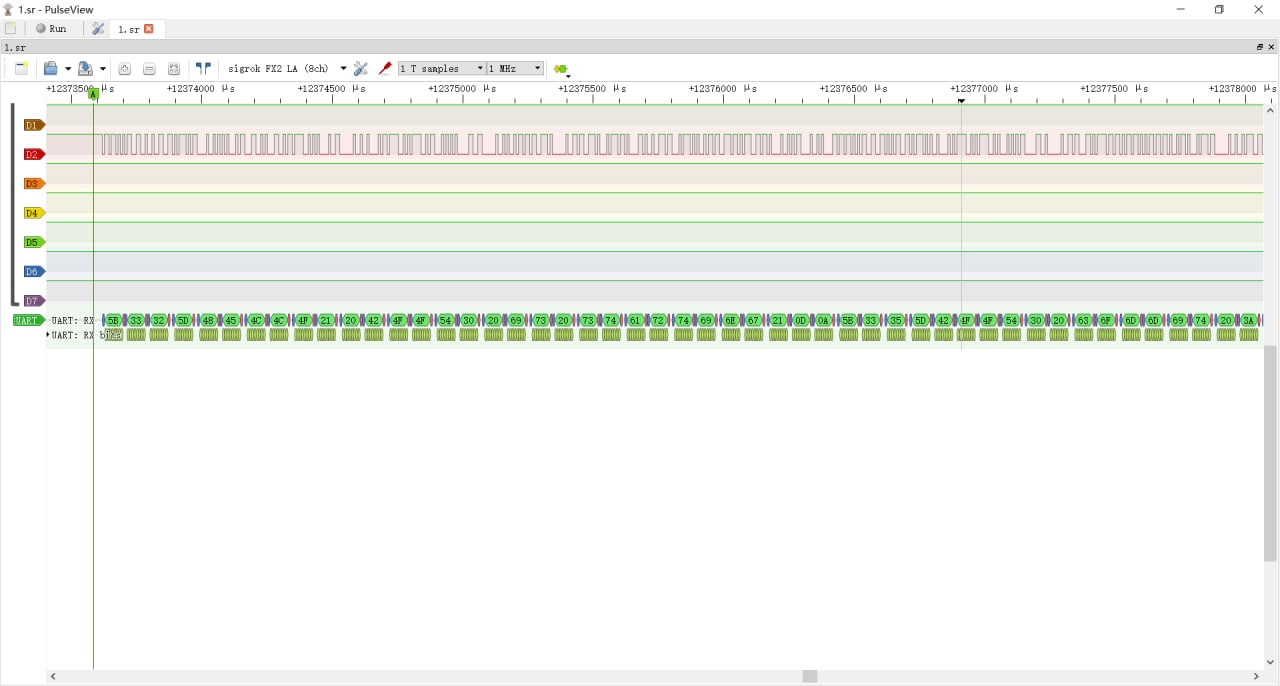 1.sr - PulseView
Run
1.sr
1.sr
sigrok FX2 LA (8ch) 1 T samples 1 MHz
+12373500 µs +12374000 µs +12374500 µs +12375000 µs +12375500 µs +12376000 µs +12376500 µs +12377000 µs +12377500 µs +12378000 µs
A
D1
D2
D3
D4
D5
D6
D7
UART UART: RX 5B 33 32 5D 48 45 4C 4C 4F 21 20 42 4F 4F 54 30 20 69 73 20 73 74 61 72 74 69 6E 67 21 0D 0A 5B 33 35 5D 42 4F 4F 54 30 20 63 6F 6D 6D 69 74 20 3A
UART: RX bits